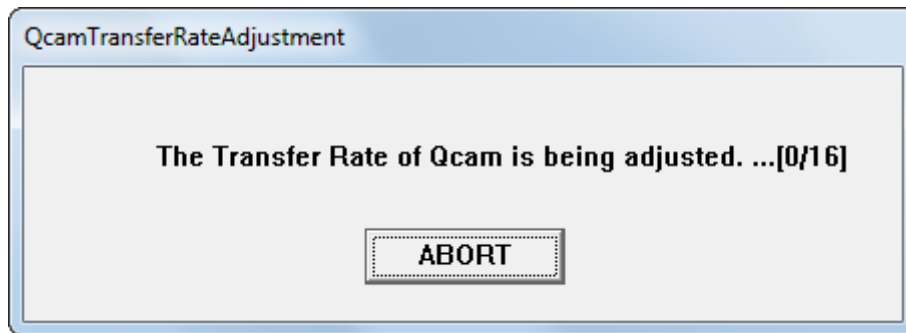 QcamTransferRateAdjustment
The Transfer Rate of Qcam is being adjusted. ...[0/16]
ABORT